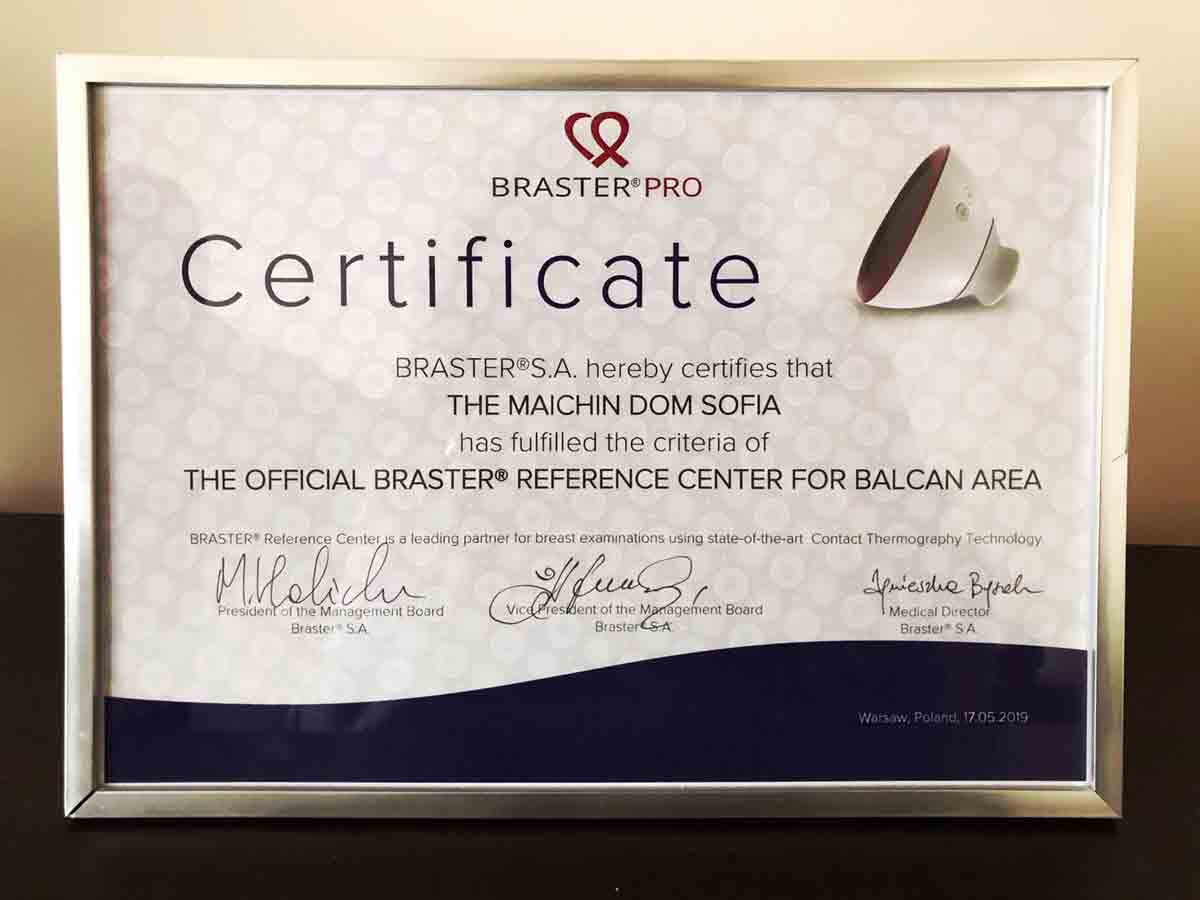 BRASTER® PRO
Certificate
BRASTER® S.A. hereby certifies that
THE MAICHIN DOM SOFIA
has fulfilled the criteria of
THE OFFICIAL BRASTER® REFERENCE CENTER FOR BALCAN AREA
BRASTER® Reference Center is a leading partner for breast examinations using state-of-the-art Contact Thermography Technology
President of the Management Board
Braster® S.A.
Vice President of the Management Board
Braster® S.A.
Medical Director
Braster® S.A.
Warsaw, Poland, 17.05.2019